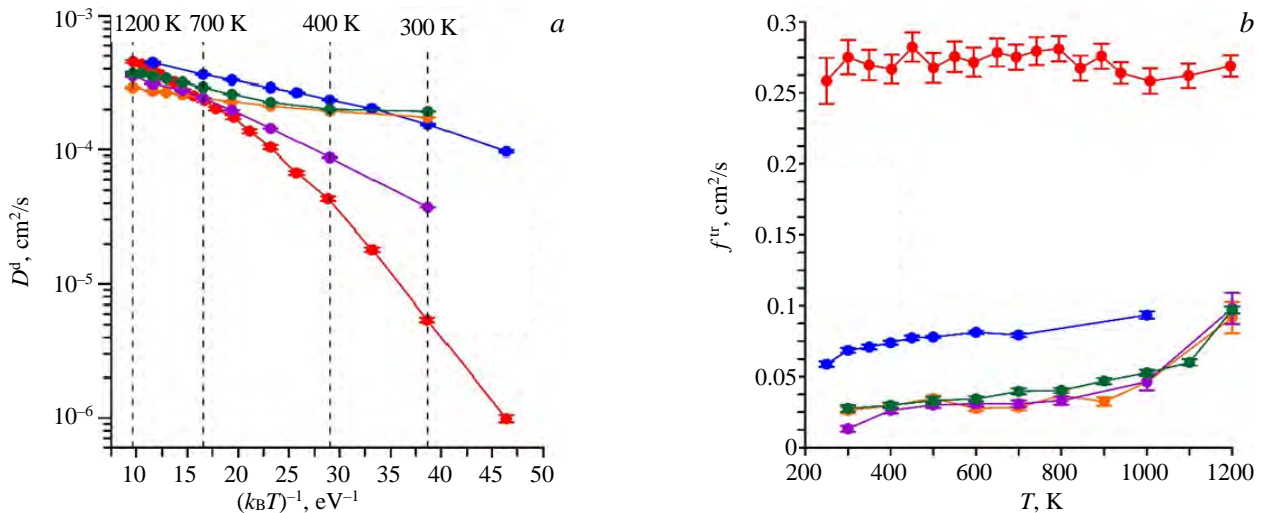 1200 K 700 K 400 K 300 K
a
10⁻³
10⁻⁴
10⁻⁵
10⁻⁶
Dᵈ, cm²/s
10 15 20 25 30 35 40 45 50
(k_BT)⁻¹, eV⁻¹
b
0.3
0.25
0.2
0.15
0.1
0.05
0
f ᵗʳ, cm²/s
200 400 600 800 1000 1200
T, K